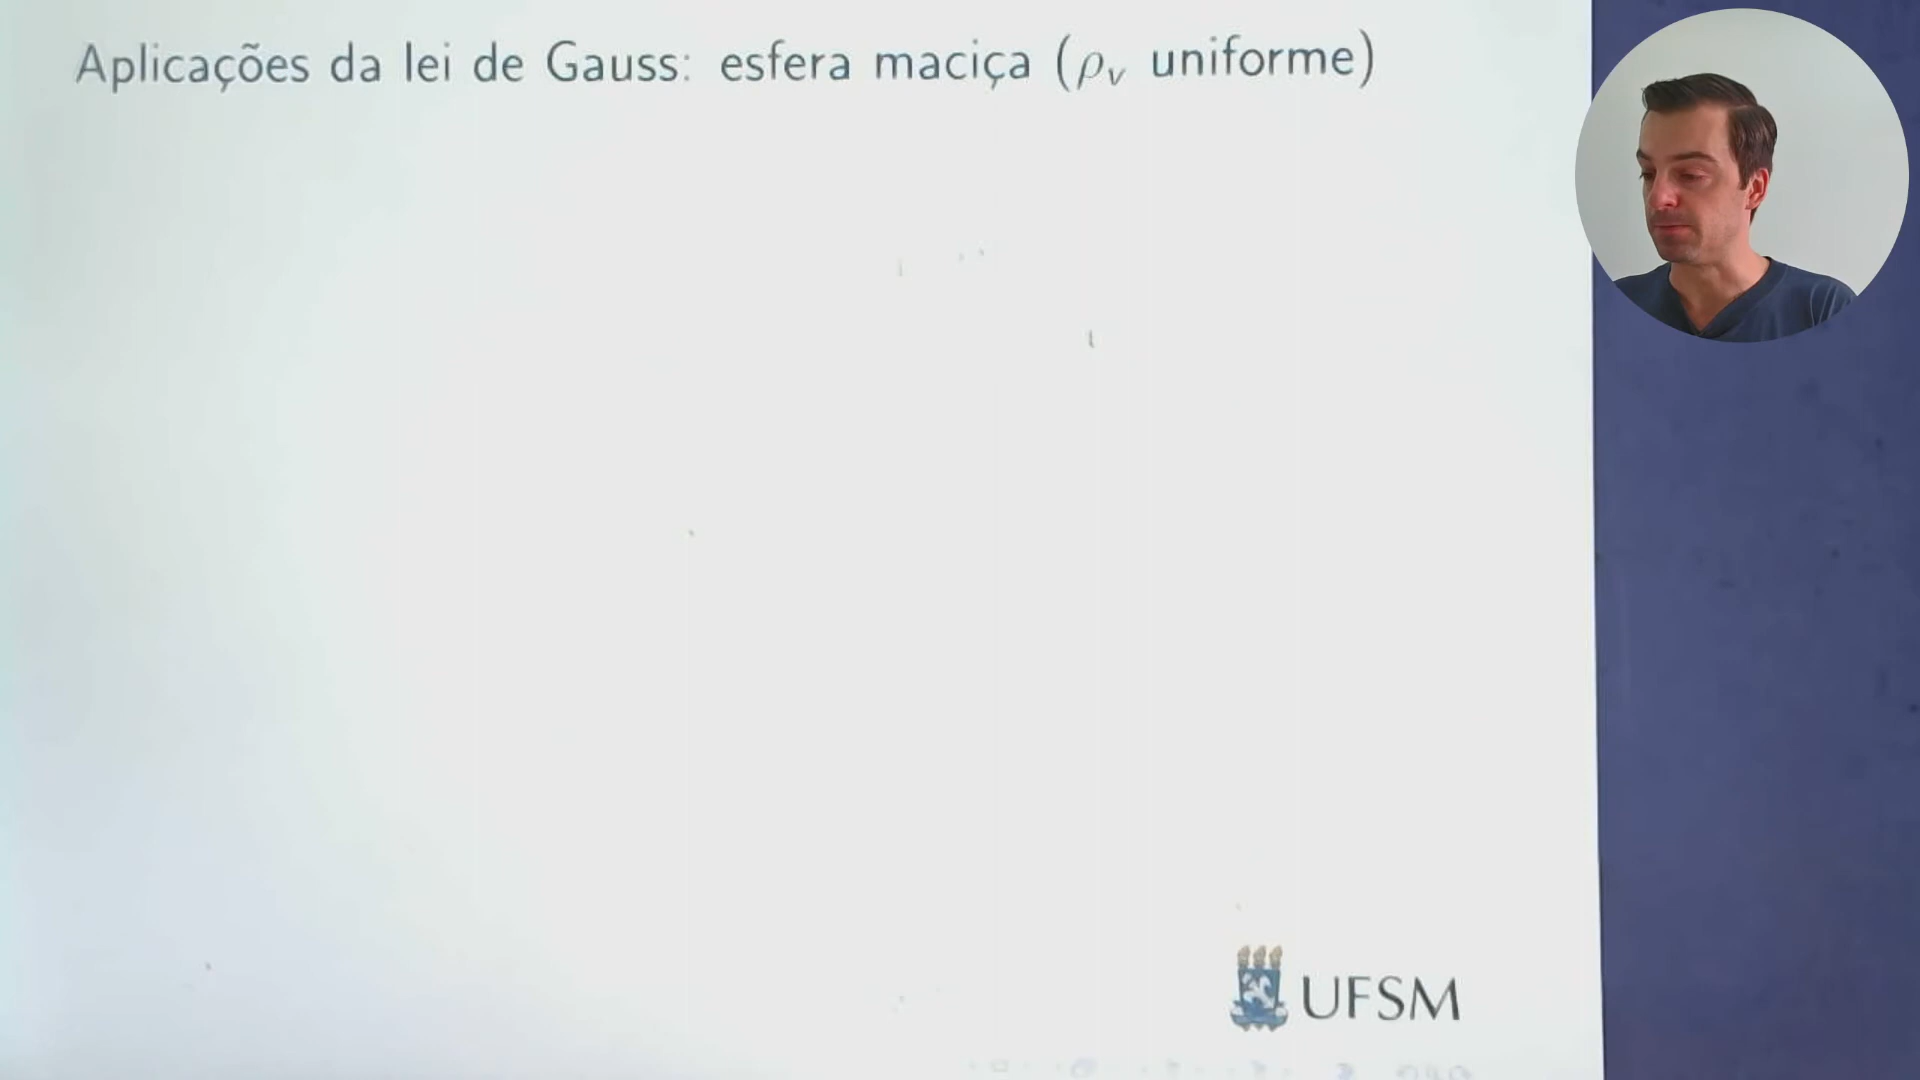 Aplicações da lei de Gauss: esfera maciça (ρᵥ uniforme)
UFSM